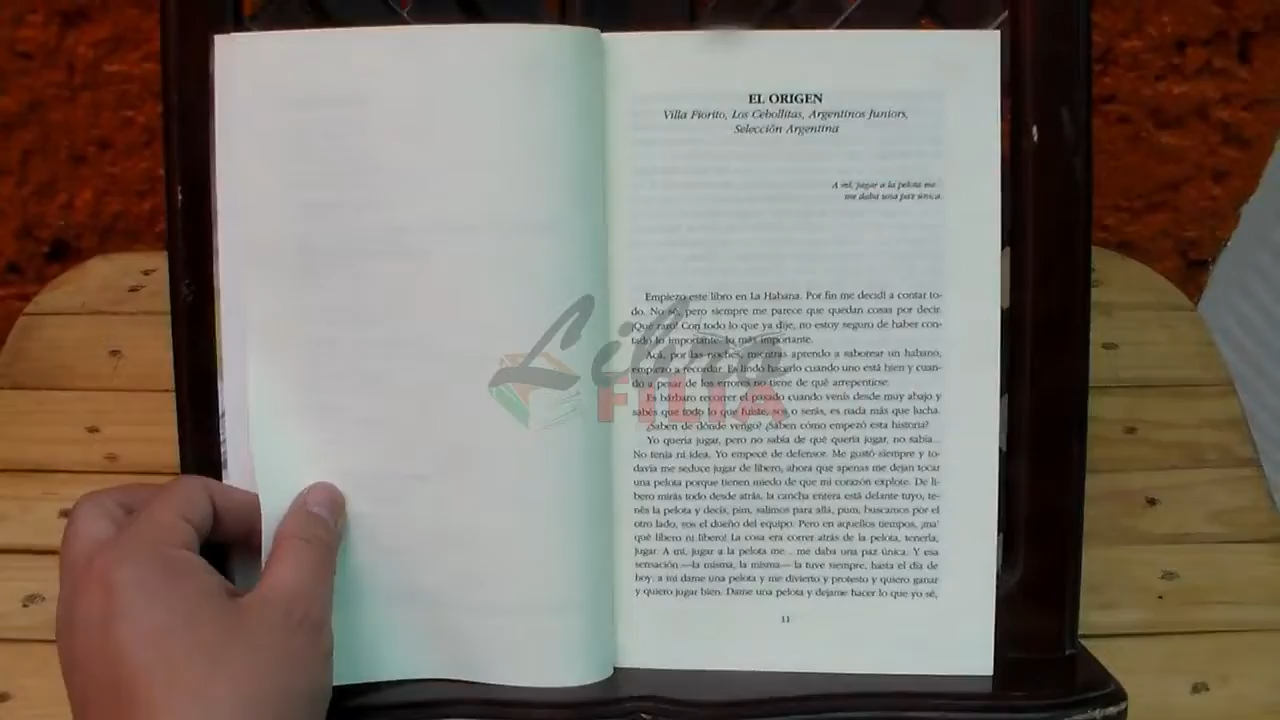 EL ORIGEN
Villa Fiorito, Los Cebollitas, Argentinos Juniors,
Selección Argentina
A mí, jugar a la pelota me...
me daba una paz única.
Empiezo este libro en La Habana. Por fin me decidí a contar to-
do. No sé, pero siempre me parece que quedan cosas por decir.
¡Qué raro! Con todo lo que ya dije, no estoy seguro de haber con-
tado lo importante, lo más importante.
Acá, por las noches, mientras aprendo a saborear un habano,
empiezo a recordar. Es lindo hacerlo cuando uno está bien y cuan-
do a pesar de los errores no tiene de qué arrepentirse.
Es bárbaro recorrer el pasado cuando venís desde muy abajo y
sabés que todo lo que fuiste, sos o serás, es nada más que lucha.
¿Saben de dónde vengo? ¿Saben cómo empezó esta historia?
Yo quería jugar, pero no sabía de qué quería jugar, no sabía...
No tenía ni idea. Yo empecé de defensor. Me gustó siempre y to-
davía me seduce jugar de líbero, ahora que apenas me dejan tocar
una pelota porque tienen miedo de que mi corazón explote. De lí-
bero mirás todo desde atrás, la cancha entera está delante tuyo, te-
nés la pelota y decís, pim, salimos para allá, pum, buscamos por el
otro lado, sos el dueño del equipo. Pero en aquellos tiempos, ¡ma!
qué líbero ni líbero! La cosa era correr atrás de la pelota, tenerla,
jugar. A mí, jugar a la pelota me... me daba una paz única. Y esa
sensación —la misma, la misma— la tuve siempre, hasta el día de
hoy: a mí dame una pelota y me divierto y protesto y quiero ganar
y quiero jugar bien. Dame una pelota y dejame hacer lo que yo sé,
11
Libro
FILIA